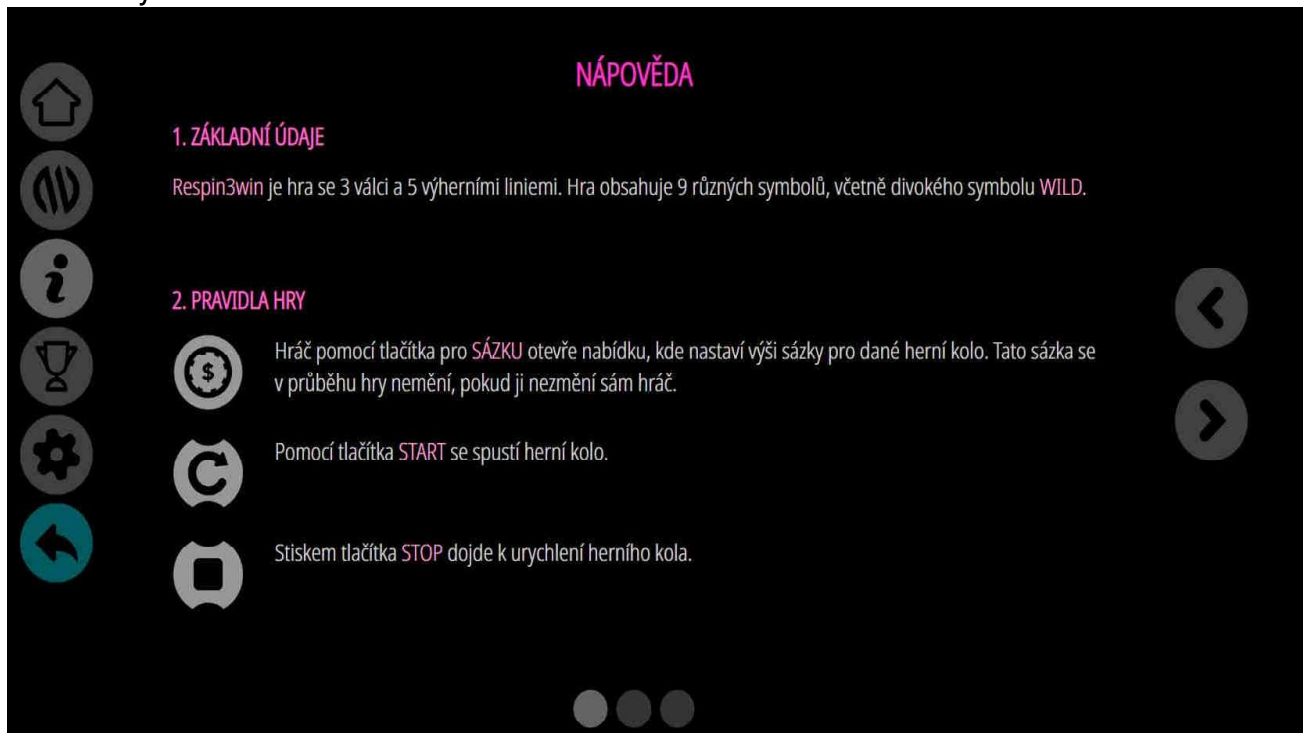 NÁPOVĚDA
1. ZÁKLADNÍ ÚDAJE
Respin3win je hra se 3 válci a 5 výherními liniemi. Hra obsahuje 9 různých symbolů, včetně divokého symbolu WILD.
2. PRAVIDLA HRY
Hráč pomocí tlačítka pro SÁZKU otevře nabídku, kde nastaví výši sázky pro dané herní kolo. Tato sázka se
v průběhu hry nemění, pokud ji nezmění sám hráč.
Pomocí tlačítka START se spustí herní kolo.
Stiskem tlačítka STOP dojde k urychlení herního kola.